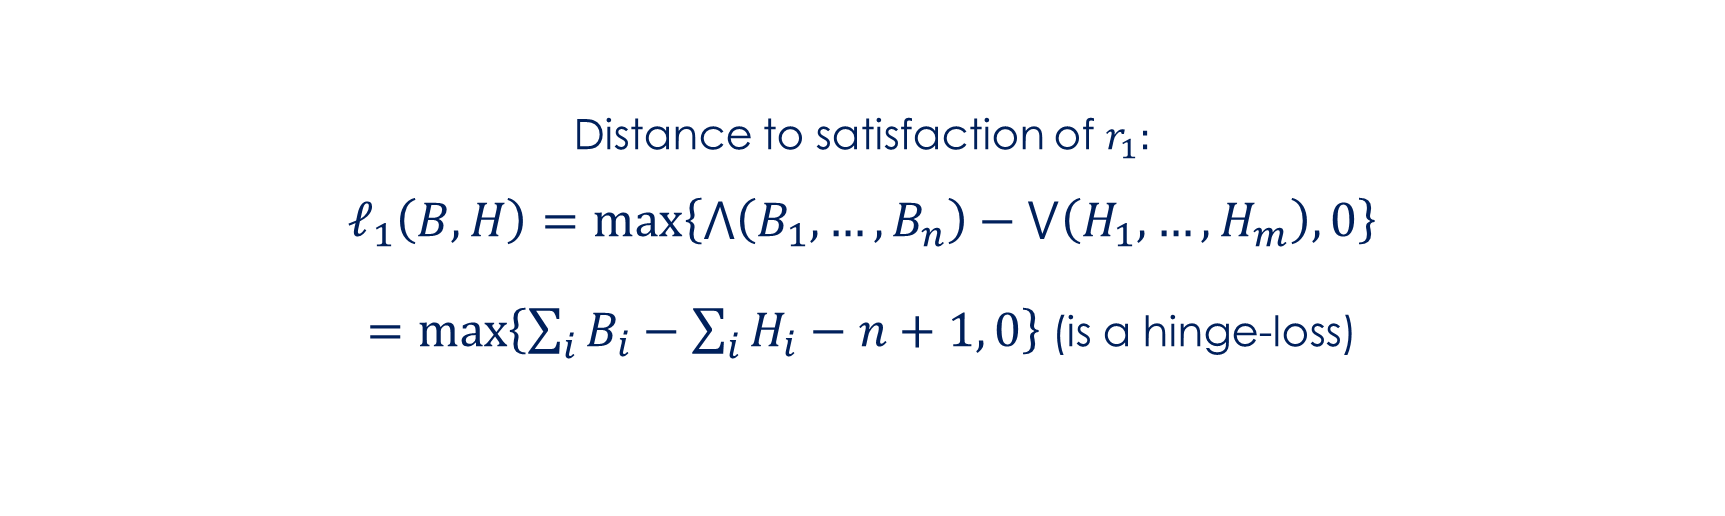 Distance to satisfaction of r₁:
ℓ₁(B, H) = max{⋀(B₁, … , Bₙ) − ⋁(H₁, … , Hₘ), 0}
= max{∑ᵢ Bᵢ − ∑ᵢ Hᵢ − n + 1, 0} (is a hinge-loss)